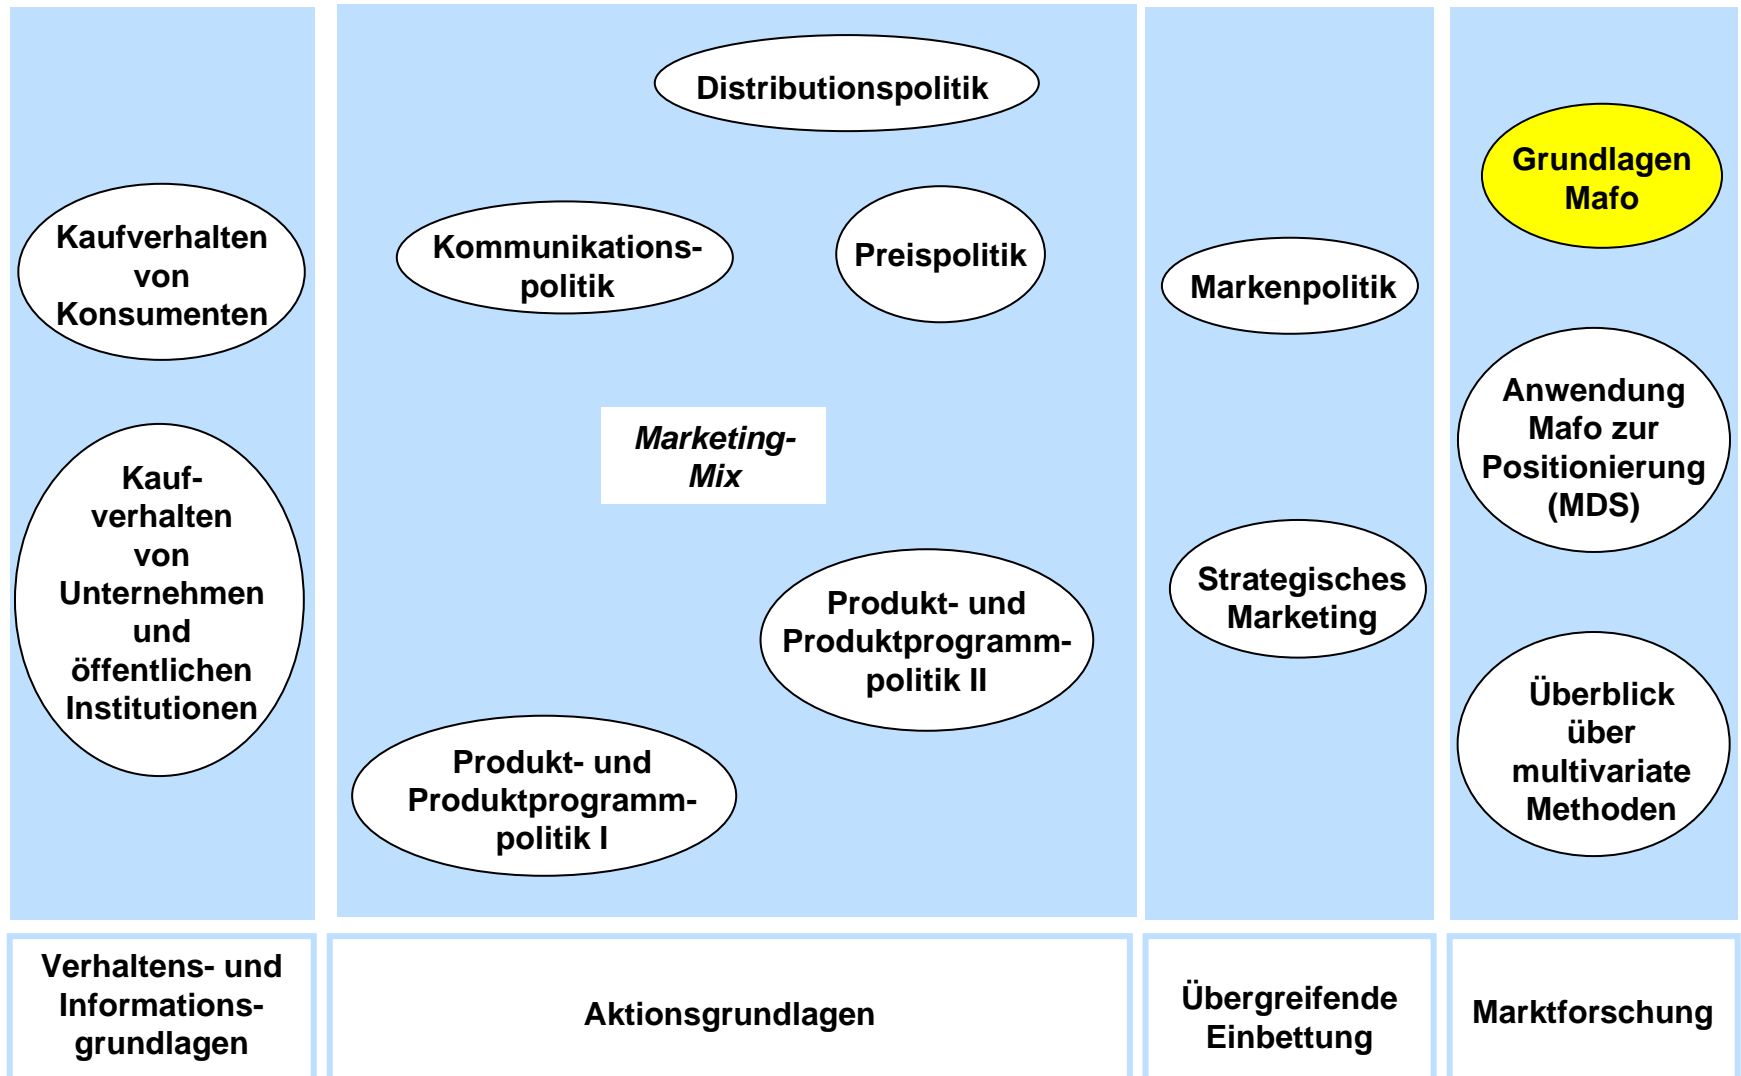 Kaufverhalten
von
Konsumenten
Kauf-
verhalten
von
Unternehmen
und
öffentlichen
Institutionen
Verhaltens- und
Informations-
grundlagen
Distributionspolitik
Kommunikations-
politik
Preispolitik
Marketing-
Mix
Produkt- und
Produktprogramm-
politik II
Produkt- und
Produktprogramm-
politik I
Aktionsgrundlagen
Markenpolitik
Strategisches
Marketing
Übergreifende
Einbettung
Grundlagen
Mafo
Anwendung
Mafo zur
Positionierung
(MDS)
Überblick
über
multivariate
Methoden
Marktforschung